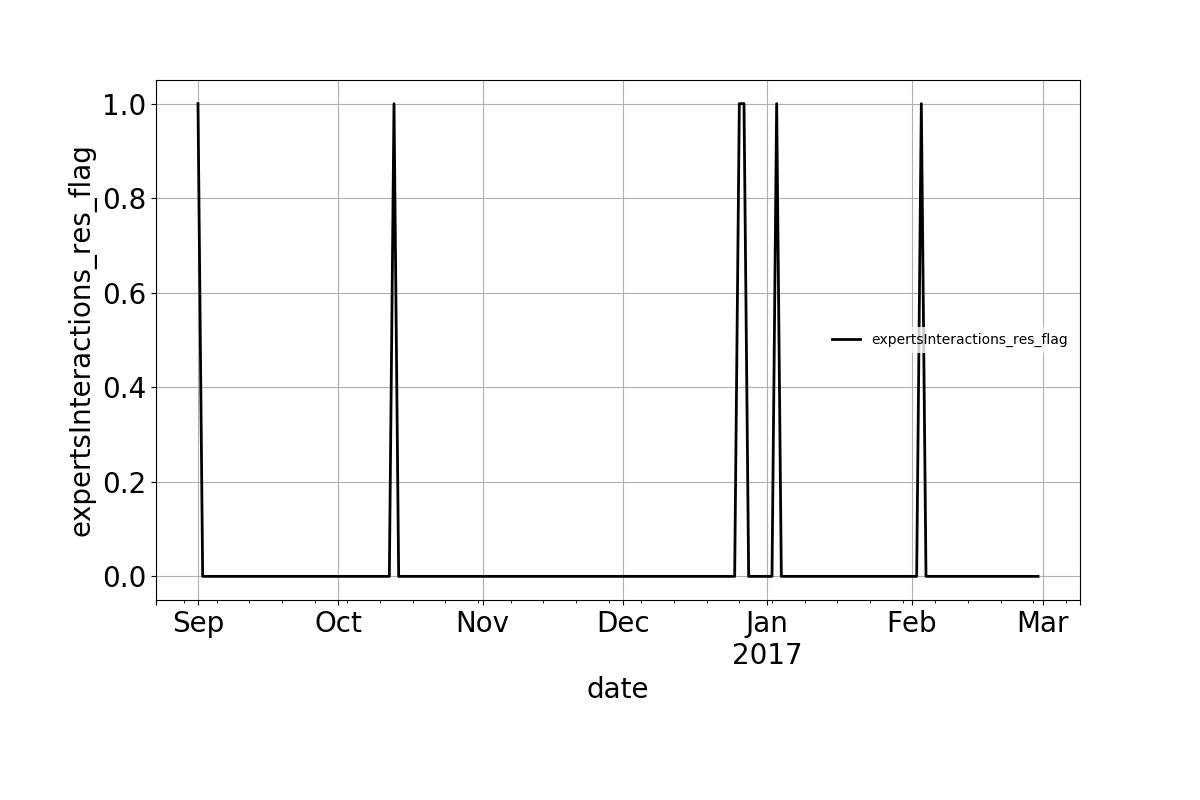 expertsInteractions_res_flag
1.0
0.8
0.6
0.4
0.2
0.0
expertsInteractions_res_flag
Sep Oct Nov Dec Jan Feb Mar
2017
date